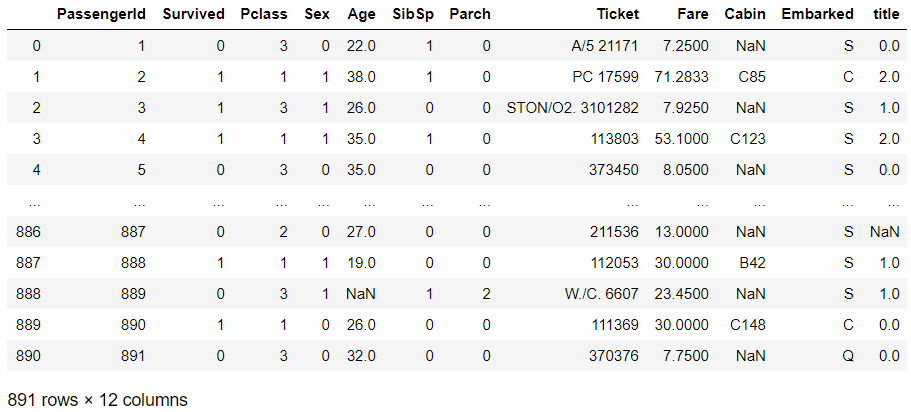 PassengerId Survived Pclass Sex Age SibSp Parch Ticket Fare Cabin Embarked title
0 1 0 3 0 22.0 1 0 A/5 21171 7.2500 NaN S 0.0
1 2 1 1 1 38.0 1 0 PC 17599 71.2833 C85 C 2.0
2 3 1 3 1 26.0 0 0 STON/O2. 3101282 7.9250 NaN S 1.0
3 4 1 1 1 35.0 1 0 113803 53.1000 C123 S 2.0
4 5 0 3 0 35.0 0 0 373450 8.0500 NaN S 0.0
... ... ... ... ... ... ... ... ... ... ... ... ...
886 887 0 2 0 27.0 0 0 211536 13.0000 NaN S NaN
887 888 1 1 1 19.0 0 0 112053 30.0000 B42 S 1.0
888 889 0 3 1 NaN 1 2 W./C. 6607 23.4500 NaN S 1.0
889 890 1 1 0 26.0 0 0 111369 30.0000 C148 C 0.0
890 891 0 3 0 32.0 0 0 370376 7.7500 NaN Q 0.0
891 rows × 12 columns